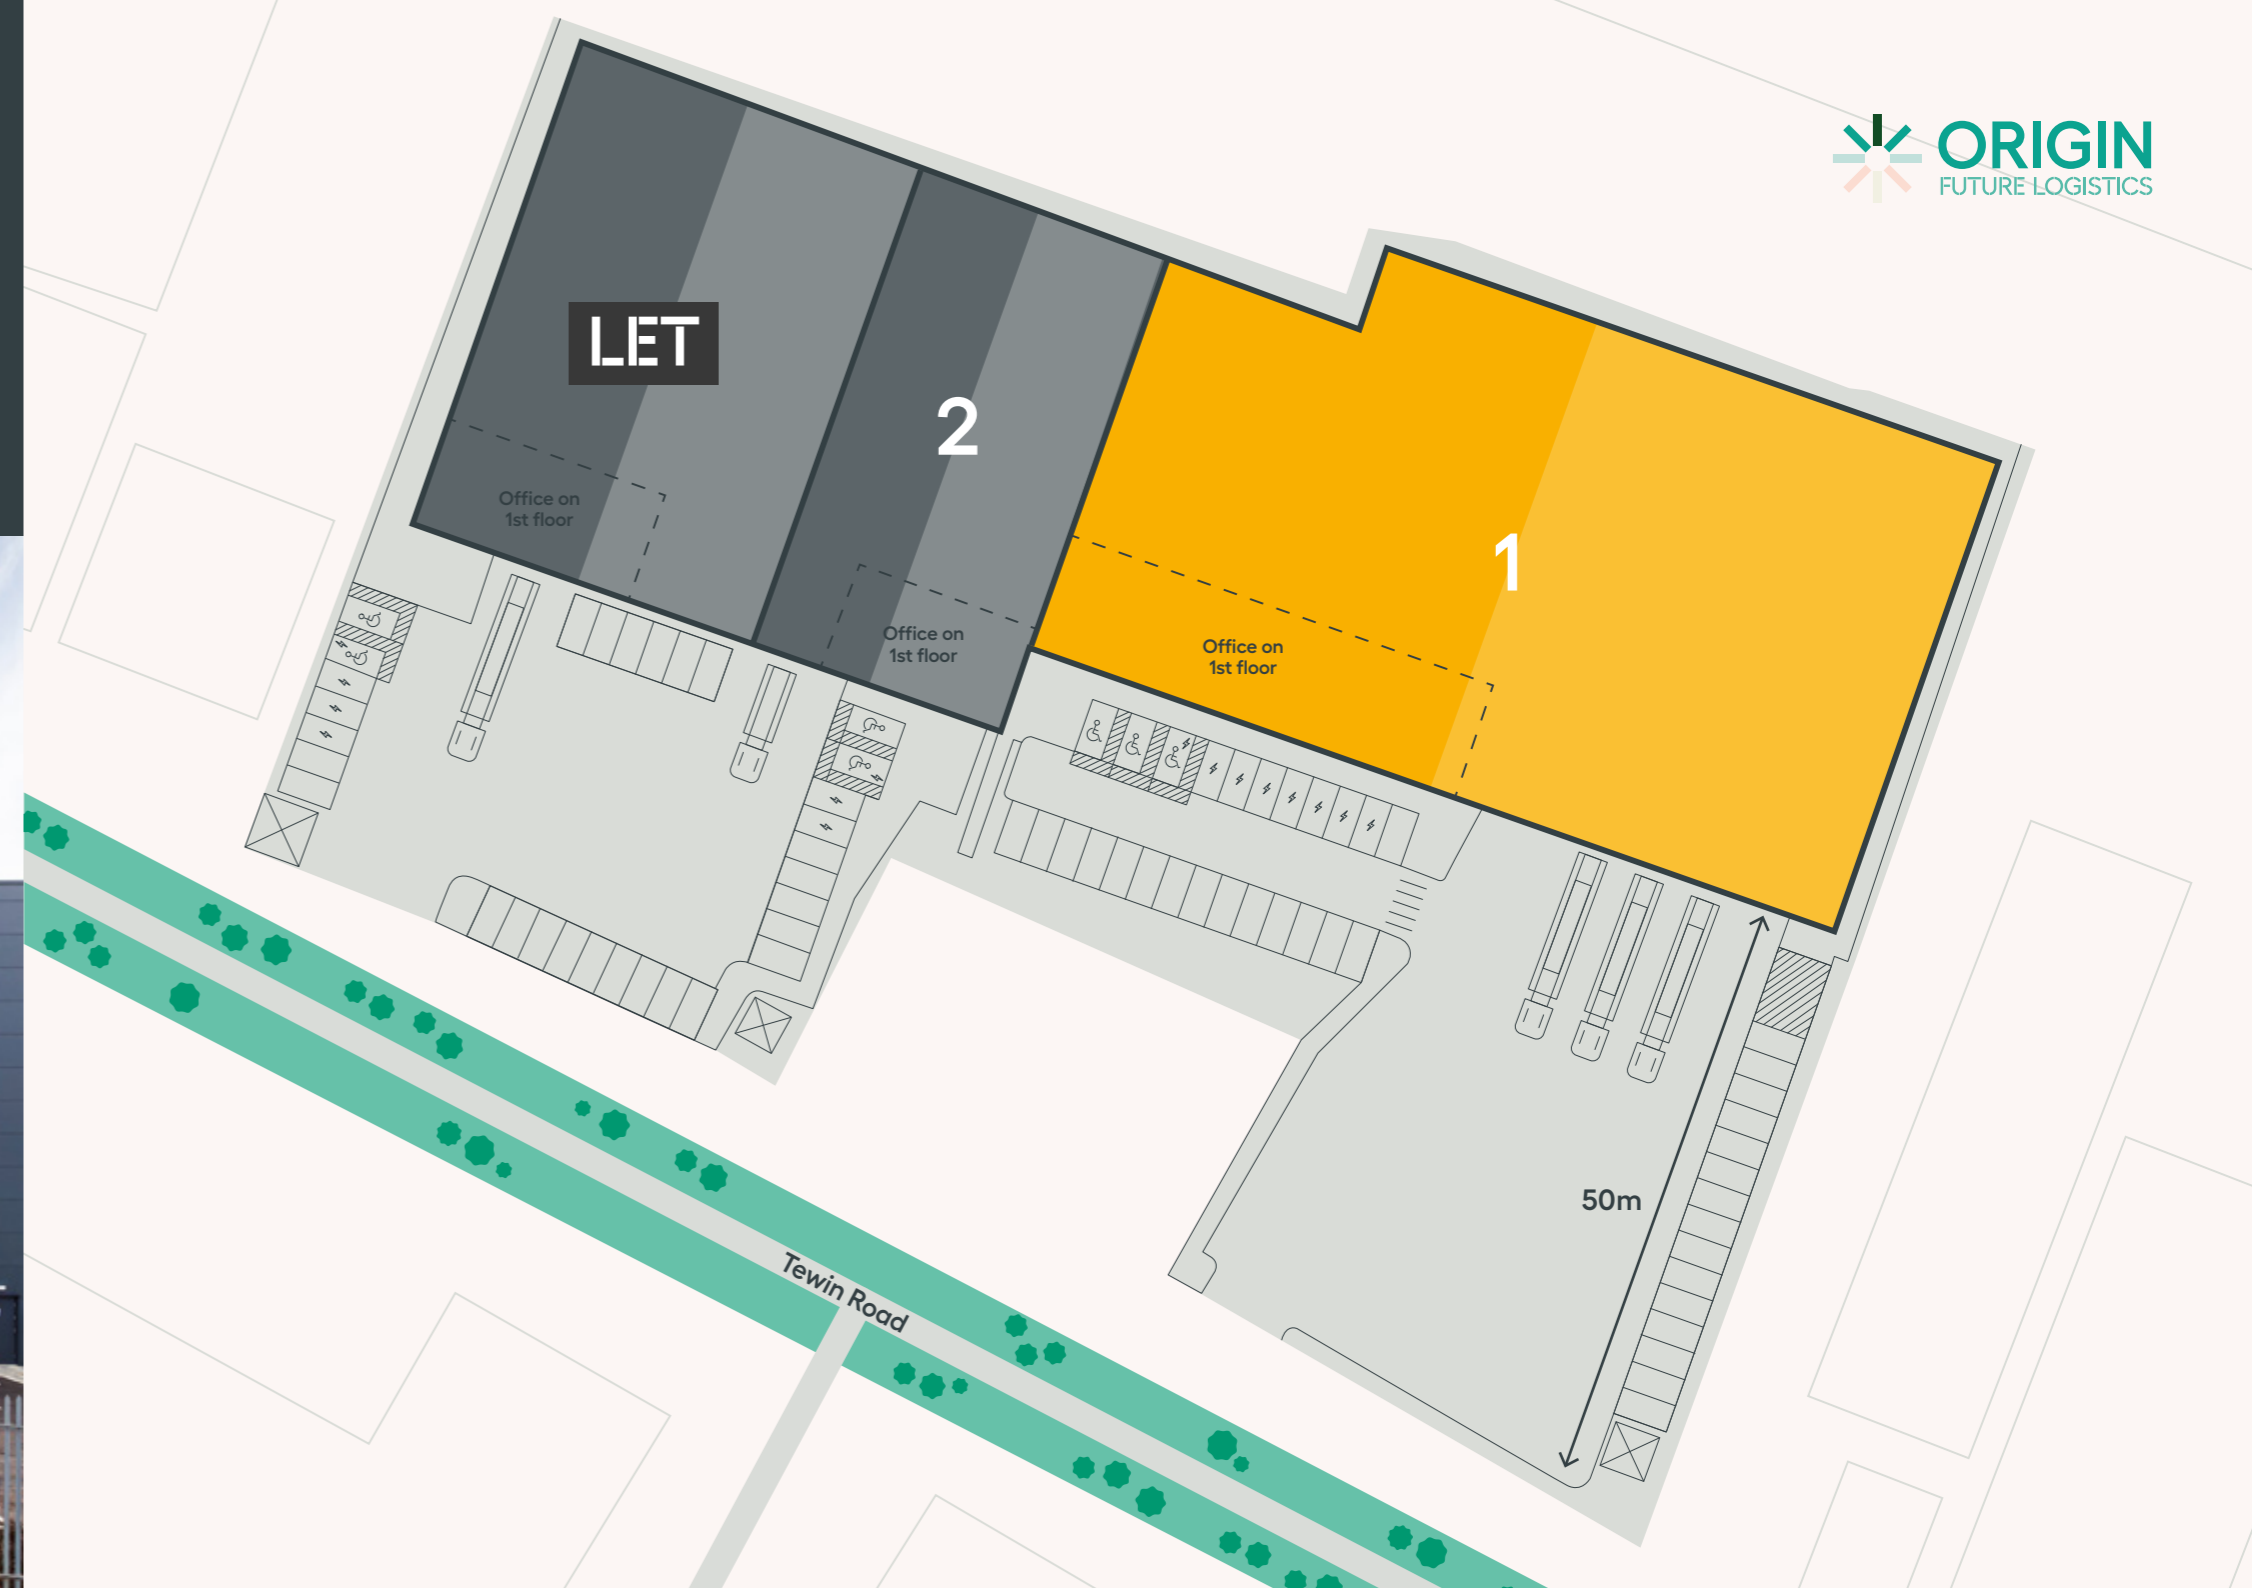 ORIGIN
FUTURE LOGISTICS
LET
2
1
Office on
1st floor
Office on
1st floor
Office on
1st floor
50m
Tewin Road